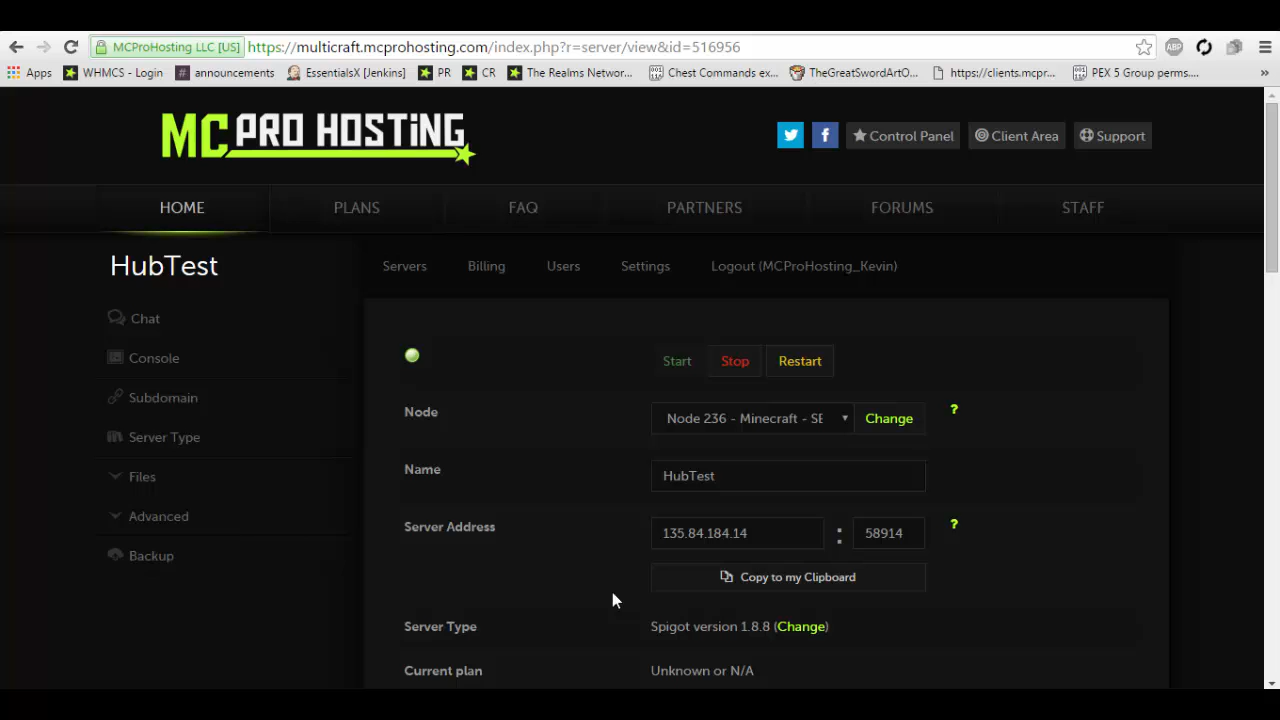 MCProHosting LLC [US] https://multicraft.mcprohosting.com/index.php?r=server/view&id=516956
ABP
Apps WHMCS - Login # announcements EssentialsX [Jenkins] PR CR The Realms Networ... Chest Commands ex... TheGreatSwordArtO... https://clients.mcpr... PEX 5 Group perms.... »
MC PRO HOSTING
Control Panel Client Area Support
HOME PLANS FAQ PARTNERS FORUMS STAFF
HubTest
Servers Billing Users Settings Logout (MCProHosting_Kevin)
Chat
Console
Subdomain
Server Type
Files
Advanced
Backup
Start Stop Restart
Node Node 236 - Minecraft - SE Change ?
Name HubTest
Server Address 135.84.184.14 : 58914 ?
Copy to my Clipboard
Server Type Spigot version 1.8.8 (Change)
Current plan Unknown or N/A